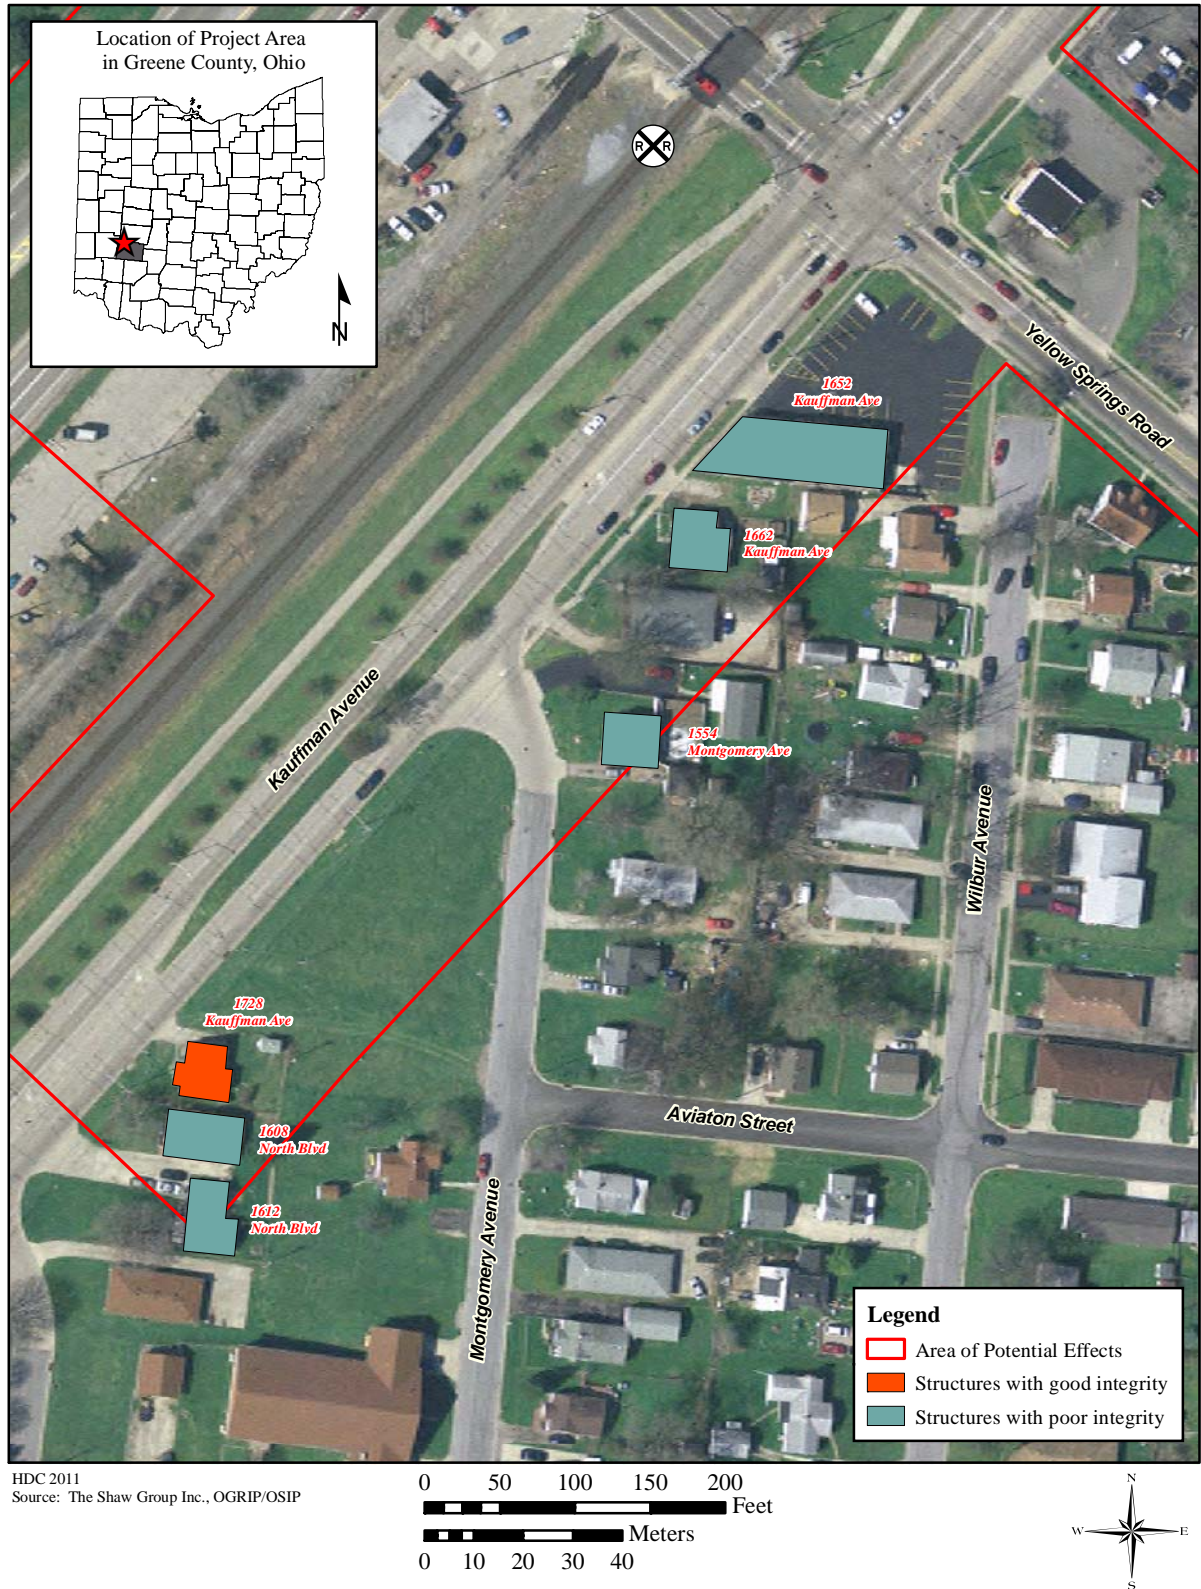 Location of Project Area
in Greene County, Ohio
N
R R
Yellow Springs Road
1652
Kauffman Ave
1662
Kauffman Ave
Kauffman Avenue
1554
Montgomery Ave
Wilbur Avenue
1728
Kauffman Ave
1608
North Blvd
Aviaton Street
1612
North Blvd
Montgomery Avenue
Legend
Area of Potential Effects
Structures with good integrity
Structures with poor integrity
HDC 2011
Source: The Shaw Group Inc., OGRIP/OSIP
0 50 100 150 200
Feet
Meters
0 10 20 30 40
N
W E
S